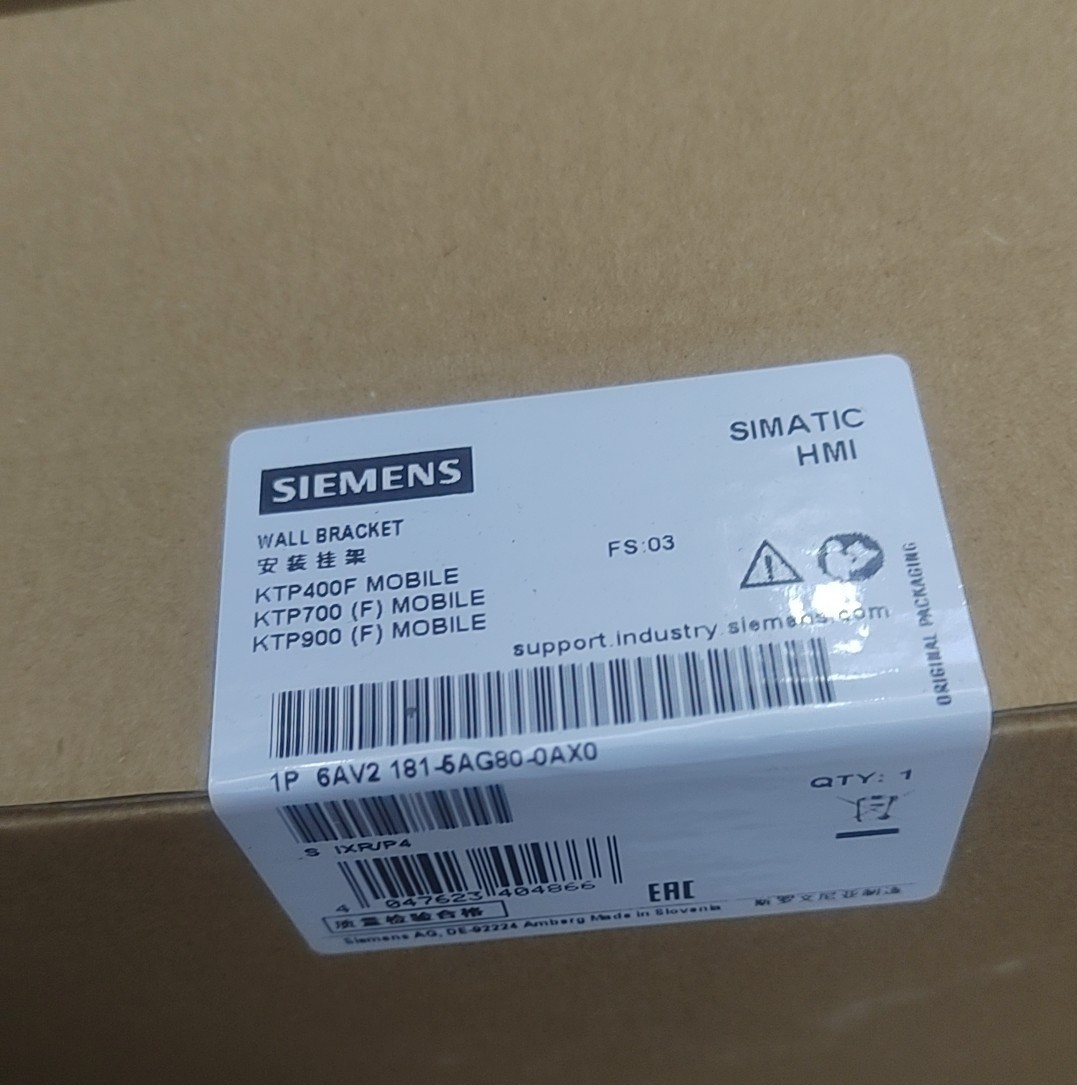 SIEMENS
SIMATIC
HMI
WALL BRACKET
安装挂架
FS:03
KTP400F MOBILE
KTP700 (F) MOBILE
KTP900 (F) MOBILE
support.industry.siemens.com
ORIGINAL PACKAGING
1P 6AV2 181-5AG80-0AX0
QTY: 1
S IXR/P4
4 047623 404866
EAC
质量检验合格
斯罗文尼亚制造
Siemens AG, DE-92224 Amberg Made in Slovenia